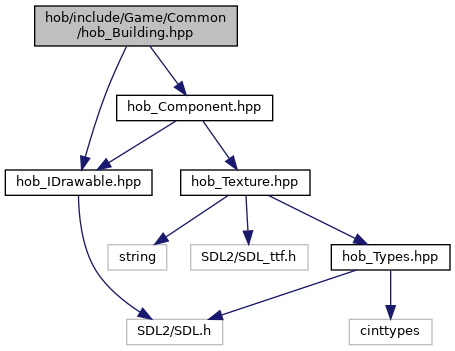 hob/include/Game/Common
/hob_Building.hpp
hob_Component.hpp
hob_IDrawable.hpp
hob_Texture.hpp
string
SDL2/SDL_ttf.h
hob_Types.hpp
SDL2/SDL.h
cinttypes